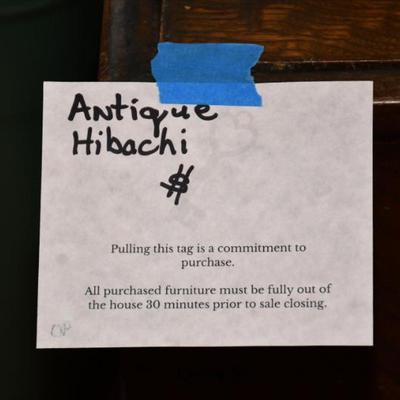 Antique
Hibachi
$
Pulling this tag is a commitment to
purchase.
All purchased furniture must be fully out of
the house 30 minutes prior to sale closing.